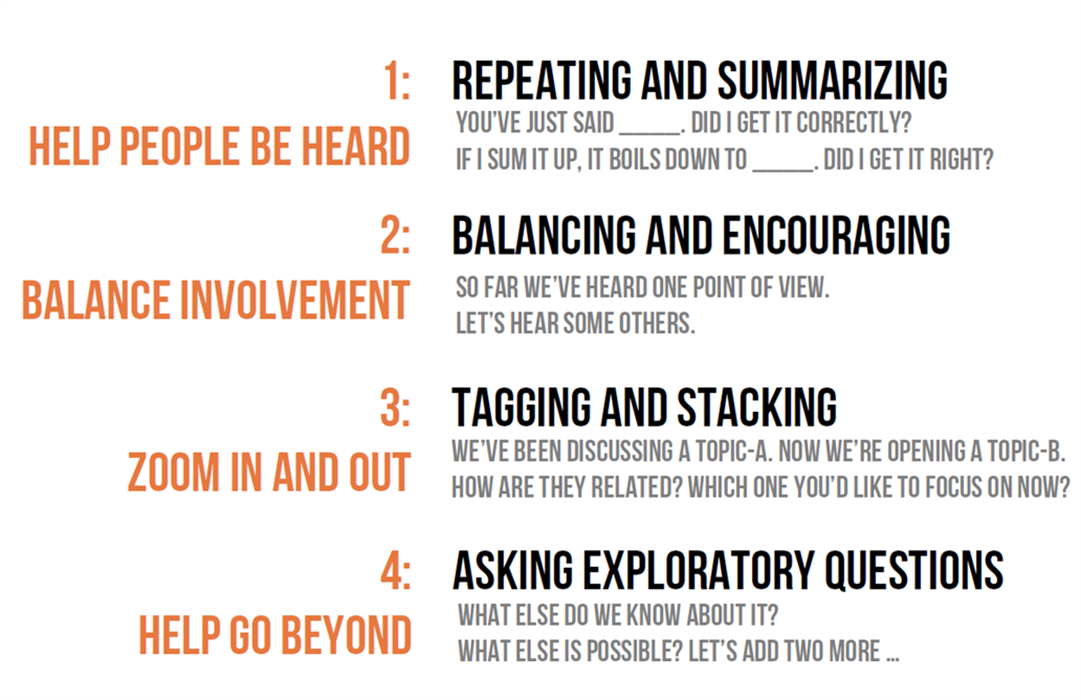 1:
HELP PEOPLE BE HEARD
REPEATING AND SUMMARIZING
YOU'VE JUST SAID ____. DID I GET IT CORRECTLY?
IF I SUM IT UP, IT BOILS DOWN TO ____. DID I GET IT RIGHT?
2:
BALANCE INVOLVEMENT
BALANCING AND ENCOURAGING
SO FAR WE'VE HEARD ONE POINT OF VIEW.
LET'S HEAR SOME OTHERS.
3:
ZOOM IN AND OUT
TAGGING AND STACKING
WE'VE BEEN DISCUSSING A TOPIC-A. NOW WE'RE OPENING A TOPIC-B.
HOW ARE THEY RELATED? WHICH ONE YOU'D LIKE TO FOCUS ON NOW?
4:
HELP GO BEYOND
ASKING EXPLORATORY QUESTIONS
WHAT ELSE DO WE KNOW ABOUT IT?
WHAT ELSE IS POSSIBLE? LET'S ADD TWO MORE ...